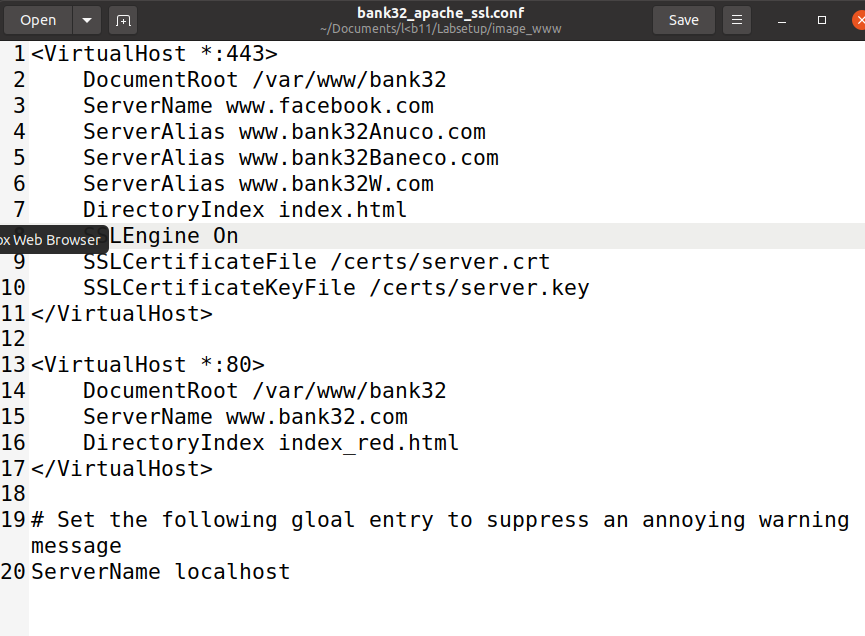 Open
bank32_apache_ssl.conf
~/Documents/l<b11/Labsetup/image_www
Save
1 <VirtualHost *:443>
2 DocumentRoot /var/www/bank32
3 ServerName www.facebook.com
4 ServerAlias www.bank32Anuco.com
5 ServerAlias www.bank32Baneco.com
6 ServerAlias www.bank32W.com
7 DirectoryIndex index.html
SSLEngine On
ox Web Browser
9 SSLCertificateFile /certs/server.crt
10 SSLCertificateKeyFile /certs/server.key
11 </VirtualHost>
12
13 <VirtualHost *:80>
14 DocumentRoot /var/www/bank32
15 ServerName www.bank32.com
16 DirectoryIndex index_red.html
17 </VirtualHost>
18
19 # Set the following gloal entry to suppress an annoying warning
message
20 ServerName localhost